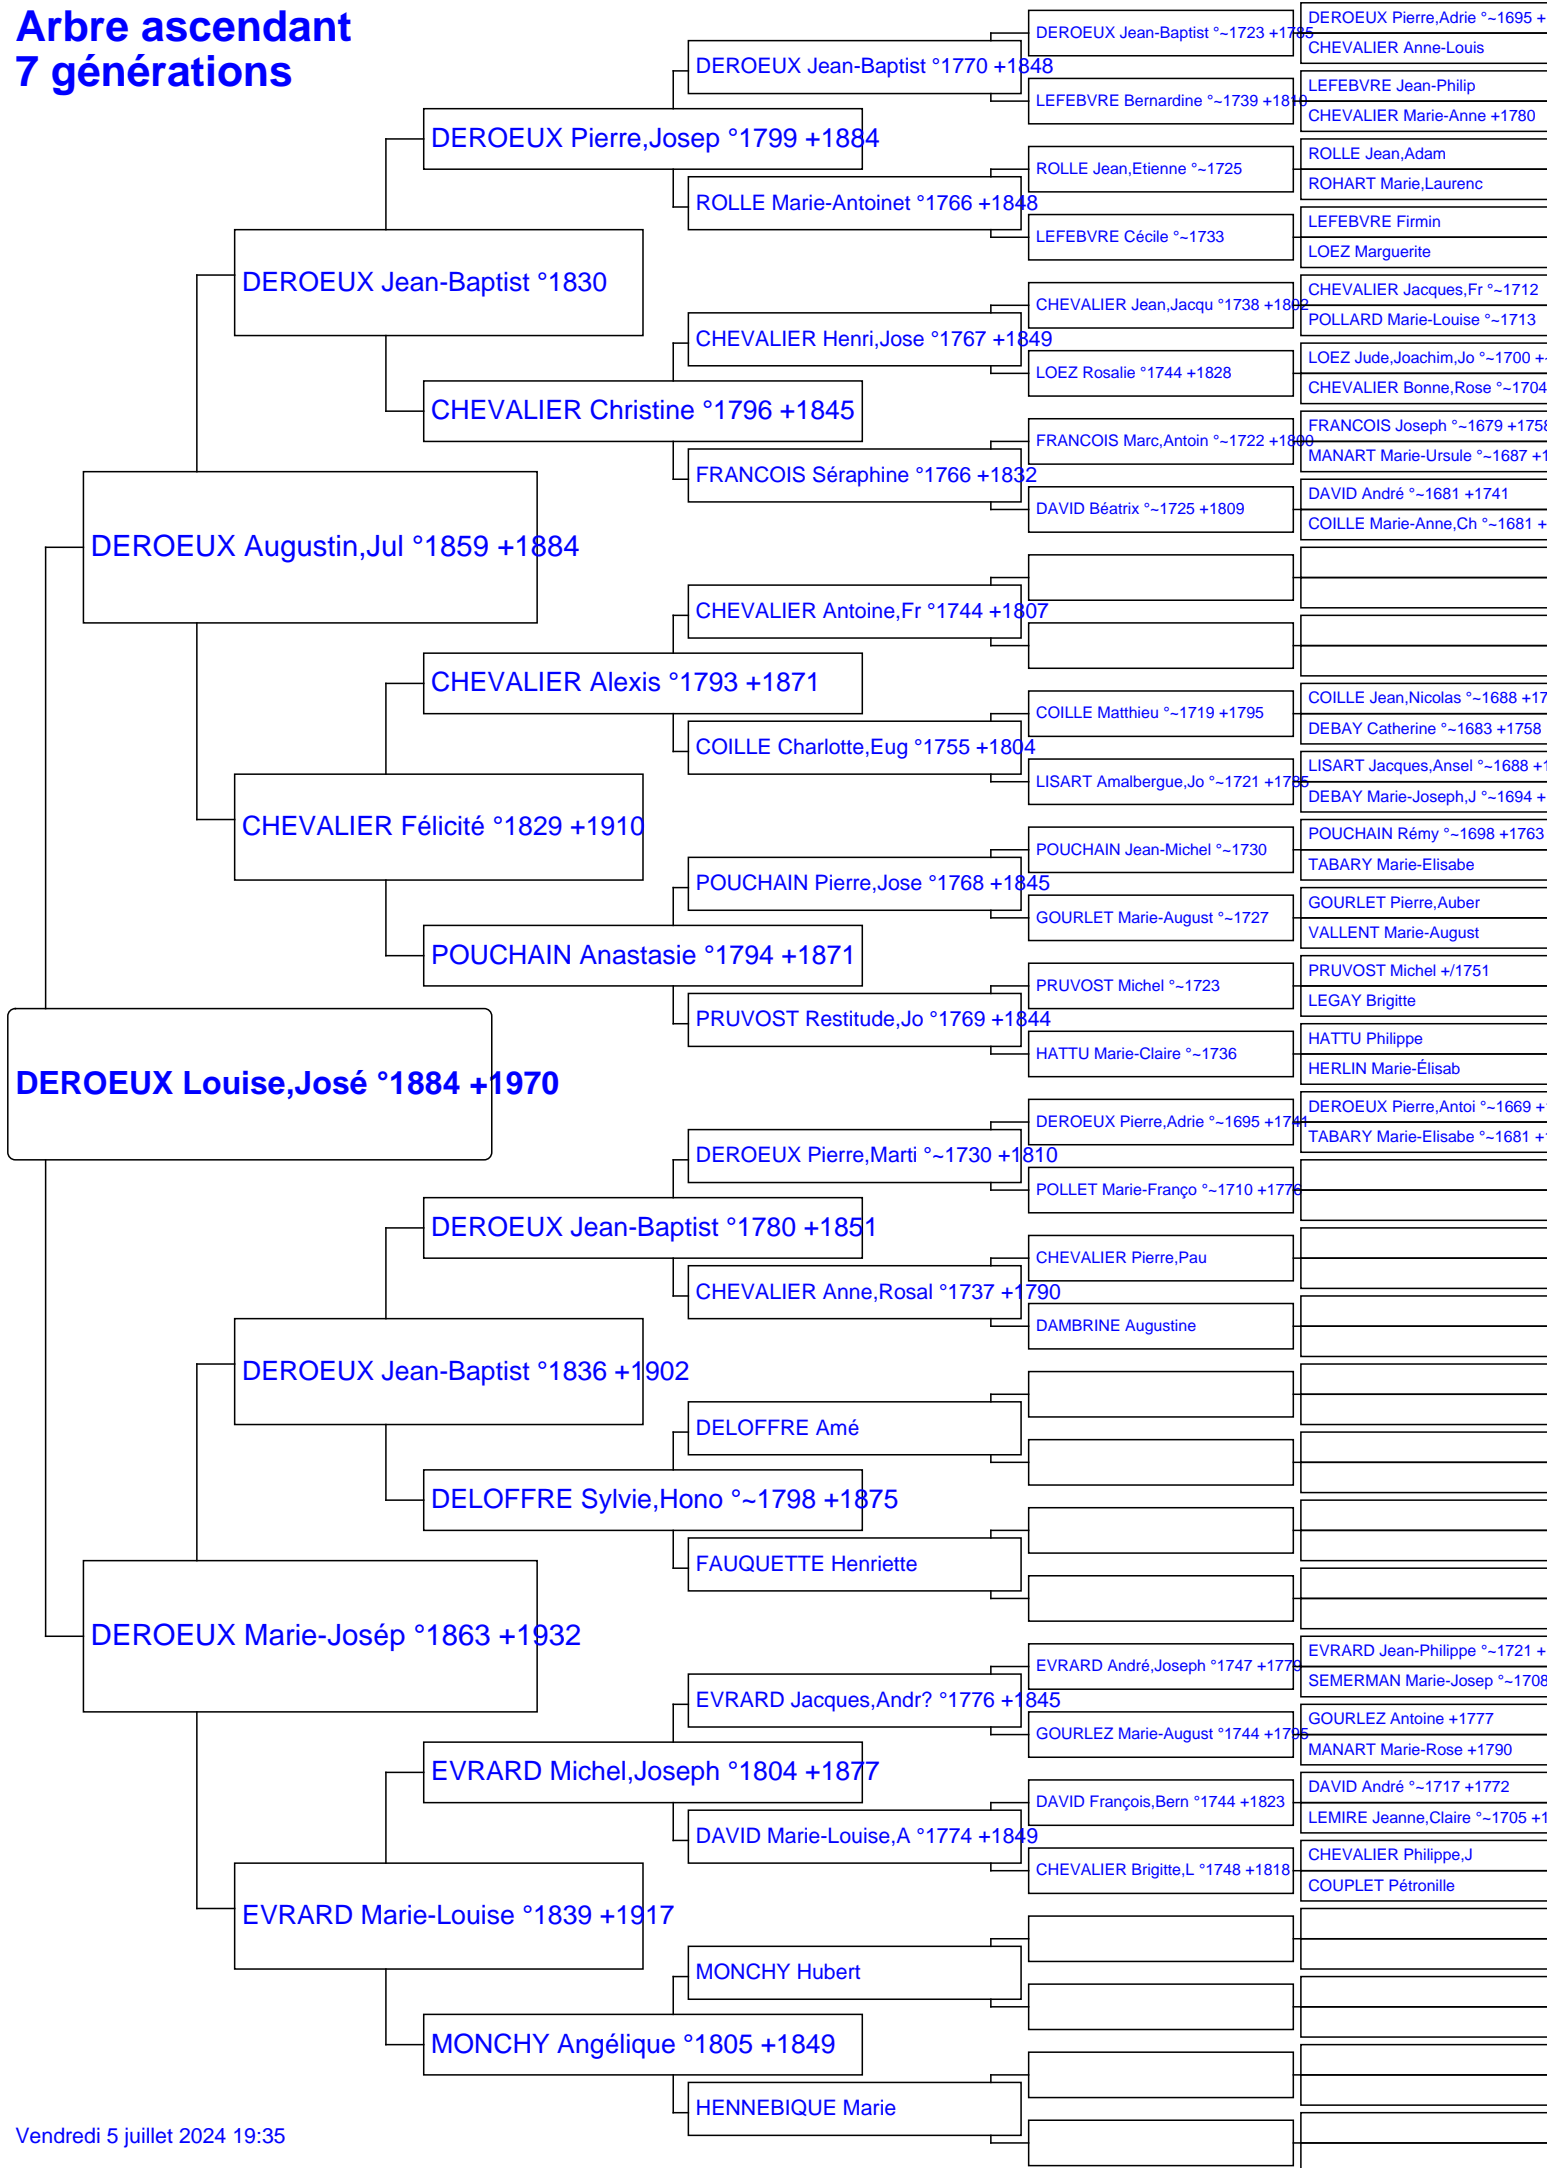 Arbre ascendant
7 générations
DEROEUX Louise,José °1884 +1970
DEROEUX Augustin,Jul °1859 +1884
DEROEUX Marie-Josép °1863 +1932
DEROEUX Jean-Baptist °1830
CHEVALIER Félicité °1829 +1910
DEROEUX Jean-Baptist °1836 +1902
EVRARD Marie-Louise °1839 +1917
DEROEUX Pierre,Josep °1799 +1884
CHEVALIER Christine °1796 +1845
CHEVALIER Alexis °1793 +1871
POUCHAIN Anastasie °1794 +1871
DEROEUX Jean-Baptist °1780 +1851
DELOFFRE Sylvie,Hono °~1798 +1875
EVRARD Michel,Joseph °1804 +1877
MONCHY Angélique °1805 +1849
DEROEUX Jean-Baptist °1770 +1848
ROLLE Marie-Antoinet °1766 +1848
CHEVALIER Henri,Jose °1767 +1849
FRANCOIS Séraphine °1766 +1832
CHEVALIER Antoine,Fr °1744 +1807
COILLE Charlotte,Eug °1755 +1804
POUCHAIN Pierre,Jose °1768 +1845
PRUVOST Restitude,Jo °1769 +1844
DEROEUX Pierre,Marti °~1730 +1810
CHEVALIER Anne,Rosal °1737 +1790
DELOFFRE Amé
FAUQUETTE Henriette
EVRARD Jacques,Andr? °1776 +1845
DAVID Marie-Louise,A °1774 +1849
MONCHY Hubert
HENNEBIQUE Marie
DEROEUX Jean-Baptist °~1723 +1785
LEFEBVRE Bernardine °~1739 +1810
ROLLE Jean,Etienne °~1725
LEFEBVRE Cécile °~1733
CHEVALIER Jean,Jacqu °1738 +1802
LOEZ Rosalie °1744 +1828
FRANCOIS Marc,Antoin °~1722 +1800
DAVID Béatrix °~1725 +1809
COILLE Matthieu °~1719 +1795
LISART Amalbergue,Jo °~1721 +1785
POUCHAIN Jean-Michel °~1730
GOURLET Marie-August °~1727
PRUVOST Michel °~1723
HATTU Marie-Claire °~1736
DEROEUX Pierre,Adrie °~1695 +1741
POLLET Marie-Franço °~1710 +1776
CHEVALIER Pierre,Pau
DAMBRINE Augustine
EVRARD André,Joseph °1747 +1779
GOURLEZ Marie-August °1744 +1795
DAVID François,Bern °1744 +1823
CHEVALIER Brigitte,L °1748 +1818
DEROEUX Pierre,Adrie °~1695 +
CHEVALIER Anne-Louis
LEFEBVRE Jean-Philip
CHEVALIER Marie-Anne +1780
ROLLE Jean,Adam
ROHART Marie,Laurenc
LEFEBVRE Firmin
LOEZ Marguerite
CHEVALIER Jacques,Fr °~1712
POLLARD Marie-Louise °~1713
LOEZ Jude,Joachim,Jo °~1700 +
CHEVALIER Bonne,Rose °~1704
FRANCOIS Joseph °~1679 +1758
MANART Marie-Ursule °~1687 +1
DAVID André °~1681 +1741
COILLE Marie-Anne,Ch °~1681 +
COILLE Jean,Nicolas °~1688 +17
DEBAY Catherine °~1683 +1758
LISART Jacques,Ansel °~1688 +1
DEBAY Marie-Joseph,J °~1694 +
POUCHAIN Rémy °~1698 +1763
TABARY Marie-Elisabe
GOURLET Pierre,Auber
VALLENT Marie-August
PRUVOST Michel +/1751
LEGAY Brigitte
HATTU Philippe
HERLIN Marie-Élisab
DEROEUX Pierre,Antoi °~1669 +
TABARY Marie-Elisabe °~1681 +
EVRARD Jean-Philippe °~1721 +
SEMERMAN Marie-Josep °~1708
GOURLEZ Antoine +1777
MANART Marie-Rose +1790
DAVID André °~1717 +1772
LEMIRE Jeanne,Claire °~1705 +1
CHEVALIER Philippe,J
COUPLET Pétronille
Vendredi 5 juillet 2024 19:35